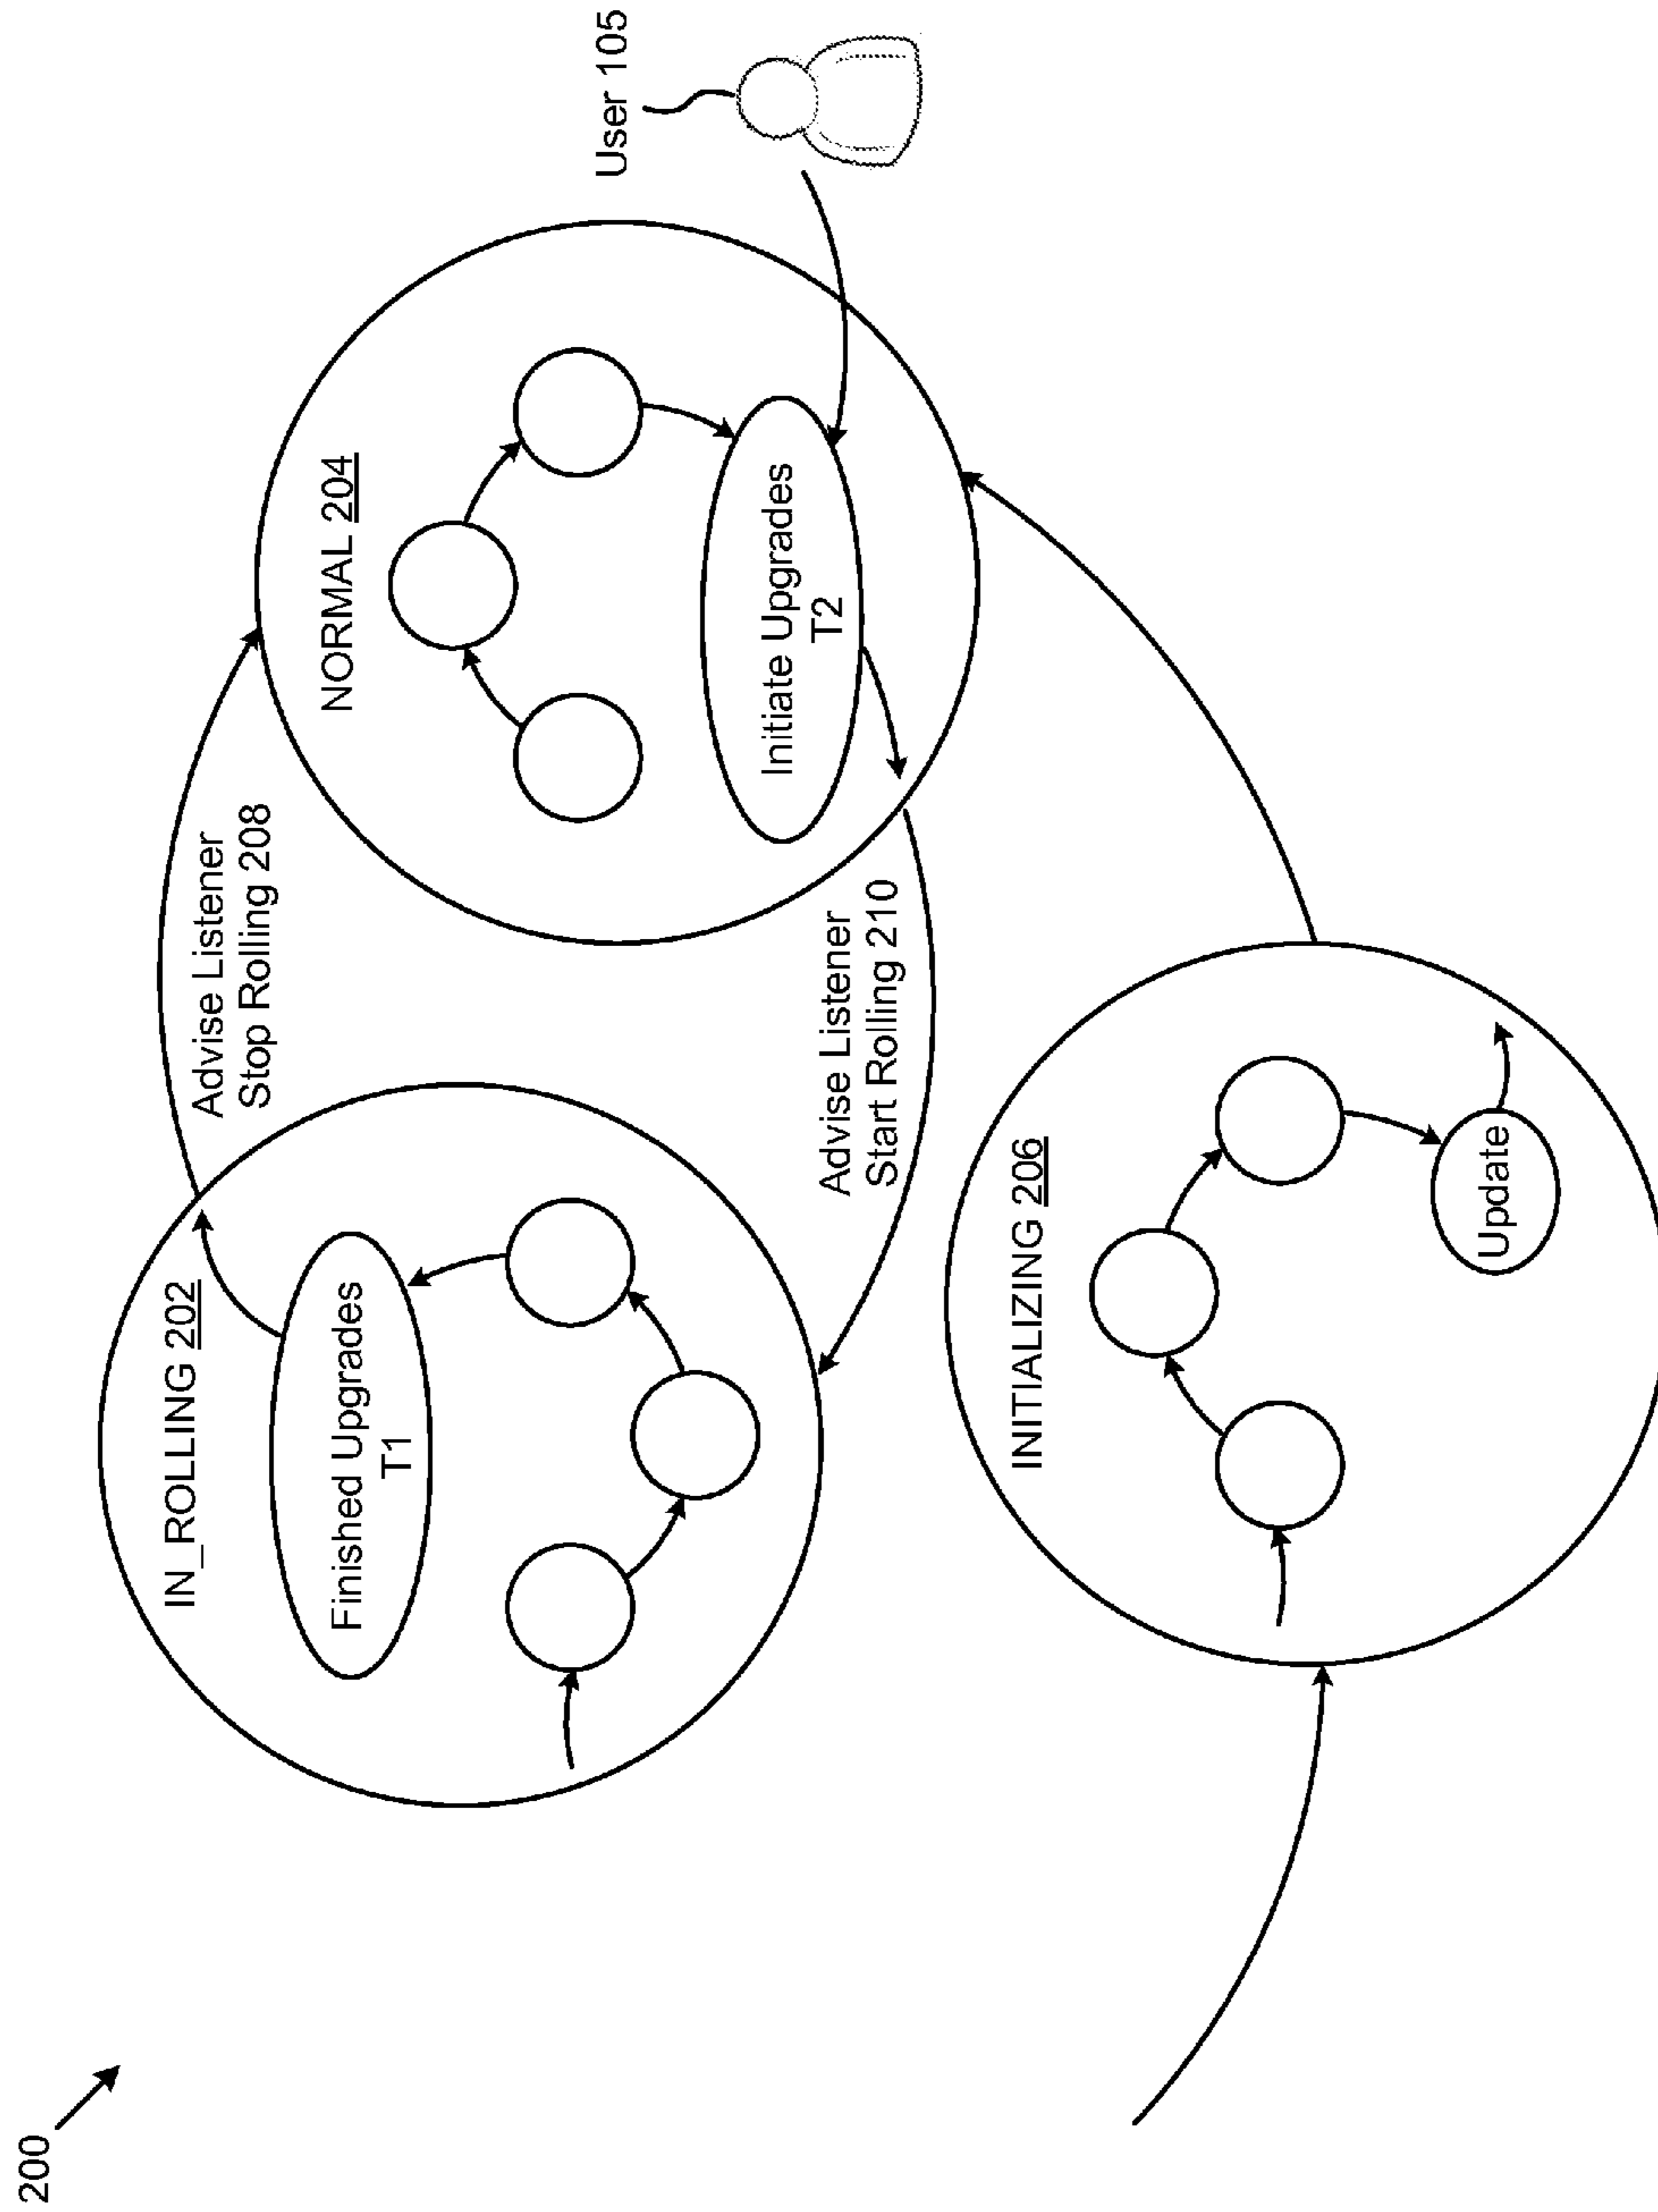 200
IN_ROLLING 202
Finished Upgrades
T1
Advise Listener
Stop Rolling 208
NORMAL 204
Initiate Upgrades
T2
User 105
Advise Listener
Start Rolling 210
INITIALIZING 206
Update